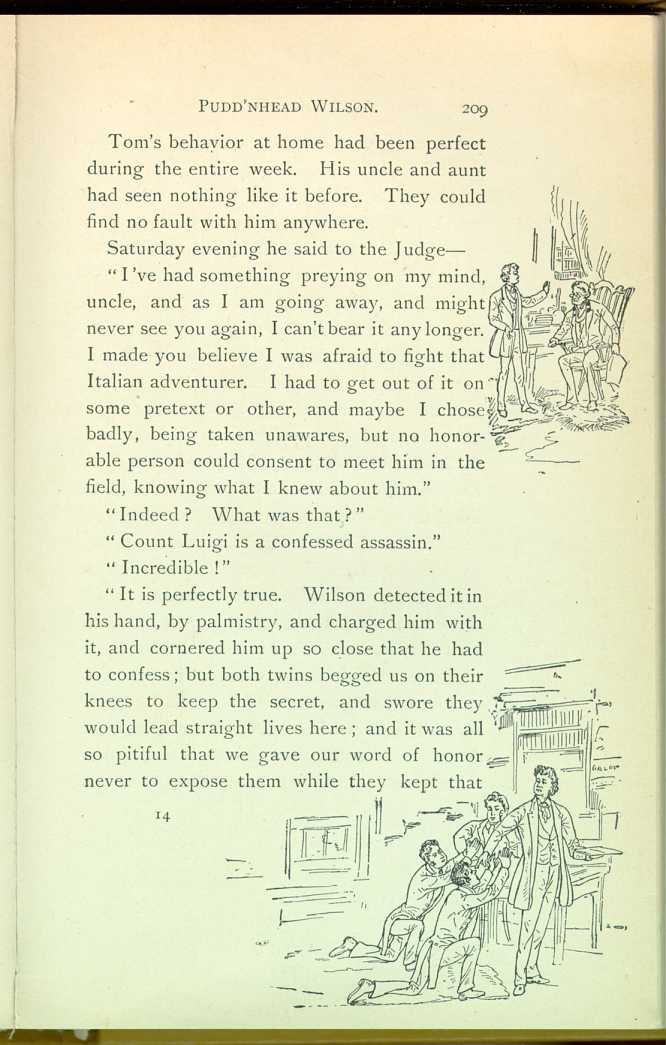 PUDD'NHEAD WILSON. 209
Tom's behavior at home had been perfect
during the entire week. His uncle and aunt
had seen nothing like it before. They could
find no fault with him anywhere.
Saturday evening he said to the Judge—
"I 've had something preying on my mind,
uncle, and as I am going away, and might
never see you again, I can't bear it any longer.
I made you believe I was afraid to fight that
Italian adventurer. I had to get out of it on
some pretext or other, and maybe I chose
badly, being taken unawares, but no honor-
able person could consent to meet him in the
field, knowing what I knew about him."
"Indeed? What was that?"
"Count Luigi is a confessed assassin."
"Incredible!"
"It is perfectly true. Wilson detected it in
his hand, by palmistry, and charged him with
it, and cornered him up so close that he had
to confess; but both twins begged us on their
knees to keep the secret, and swore they
would lead straight lives here; and it was all
so pitiful that we gave our word of honor
never to expose them while they kept that
14